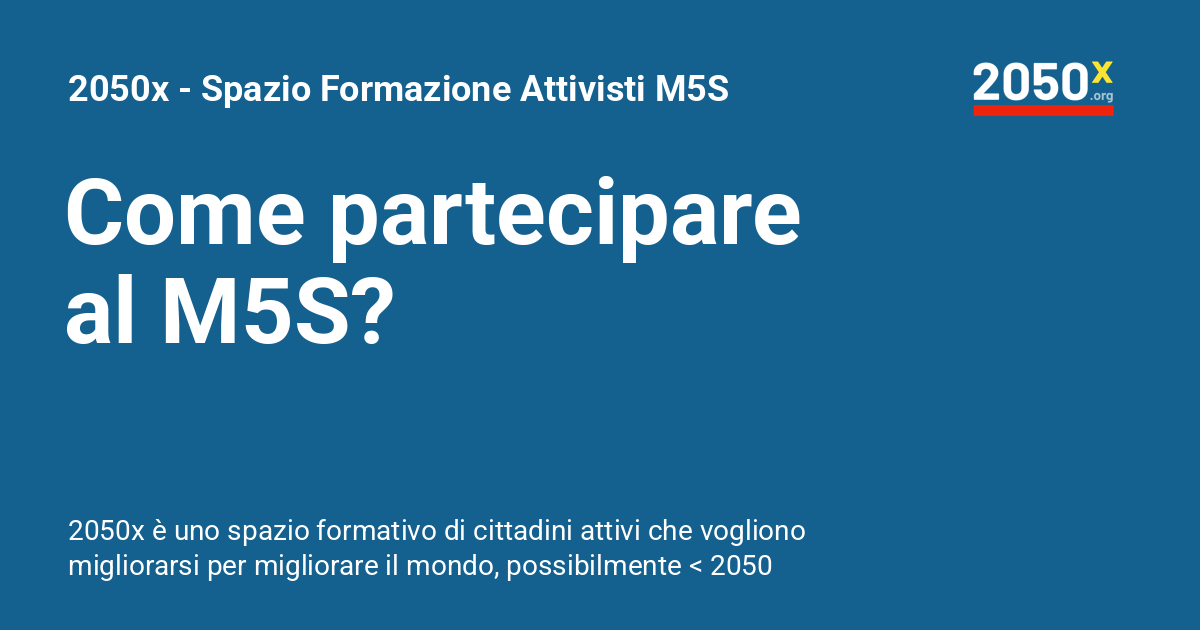 2050x - Spazio Formazione Attivisti M5S
2050x
.org
Come partecipare
al M5S?
2050x è uno spazio formativo di cittadini attivi che vogliono
migliorarsi per migliorare il mondo, possibilmente < 2050